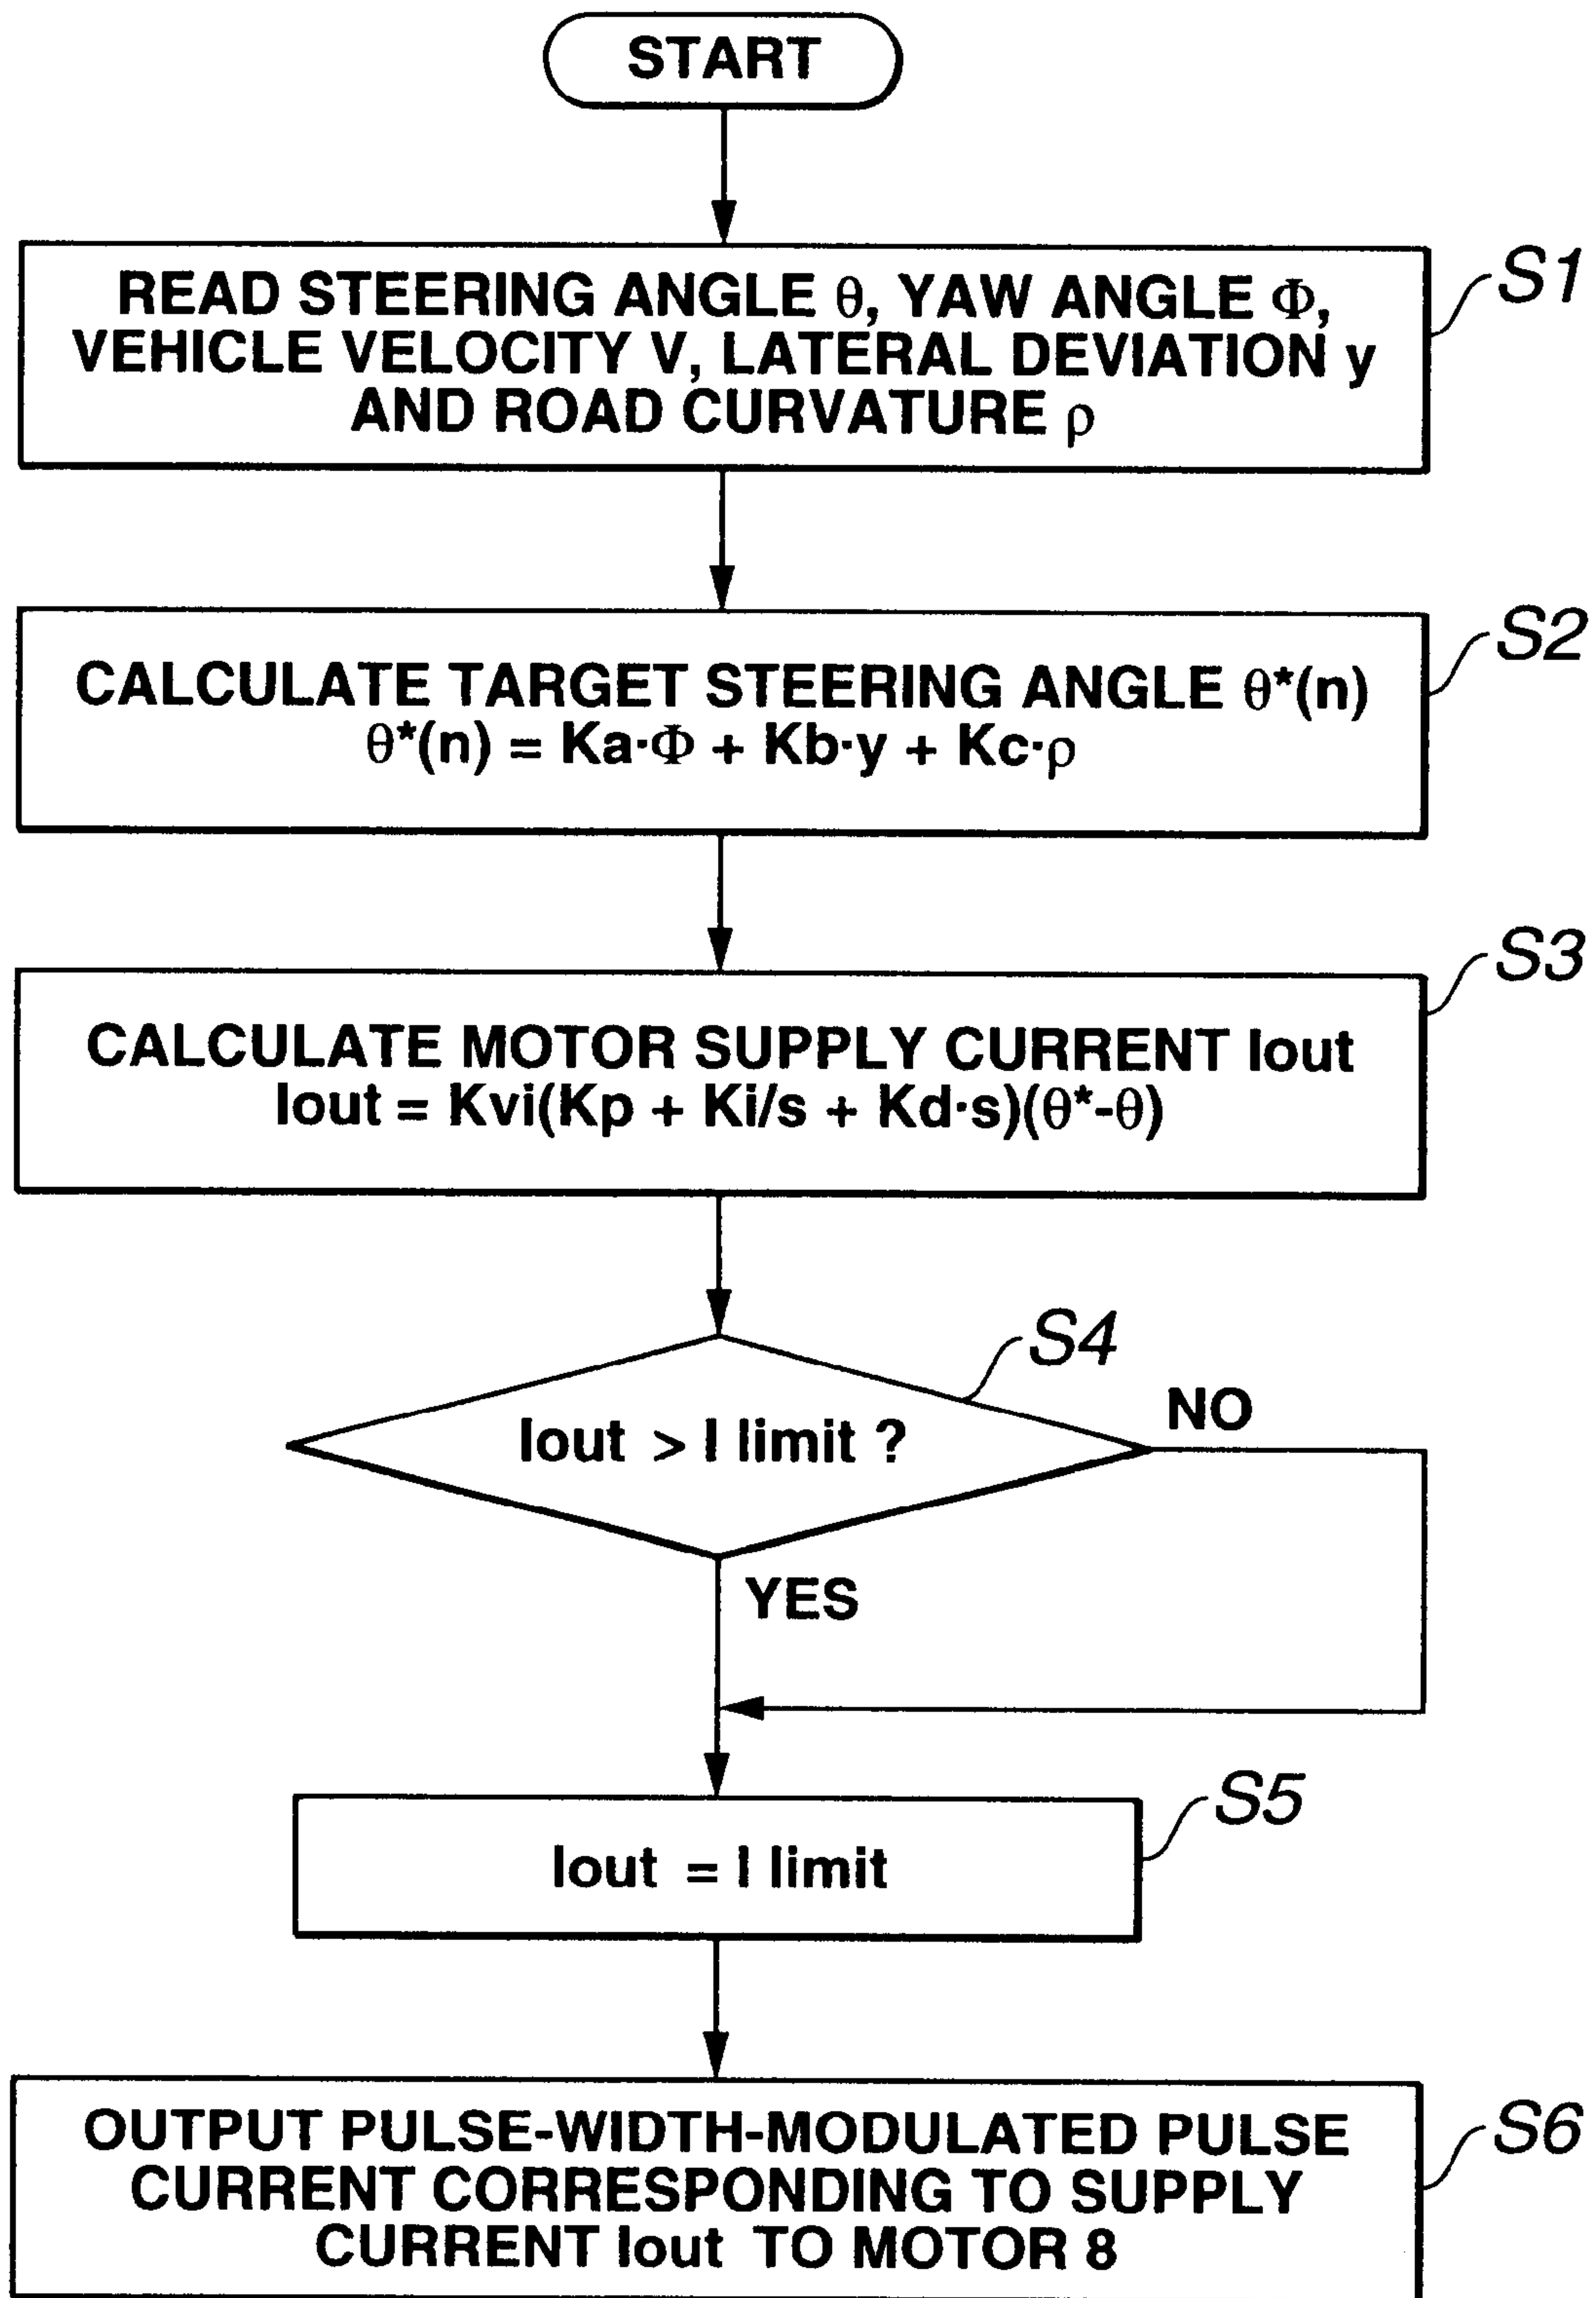 START
READ STEERING ANGLE θ, YAW ANGLE Φ,
VEHICLE VELOCITY V, LATERAL DEVIATION y
AND ROAD CURVATURE ρ
S1
CALCULATE TARGET STEERING ANGLE θ*(n)
θ*(n) = Ka·Φ + Kb·y + Kc·ρ
S2
CALCULATE MOTOR SUPPLY CURRENT Iout
Iout = Kvi(Kp + Ki/s + Kd·s)(θ*-θ)
S3
Iout > I limit ?
S4
NO
YES
Iout = I limit
S5
OUTPUT PULSE-WIDTH-MODULATED PULSE
CURRENT CORRESPONDING TO SUPPLY
CURRENT Iout TO MOTOR 8
S6